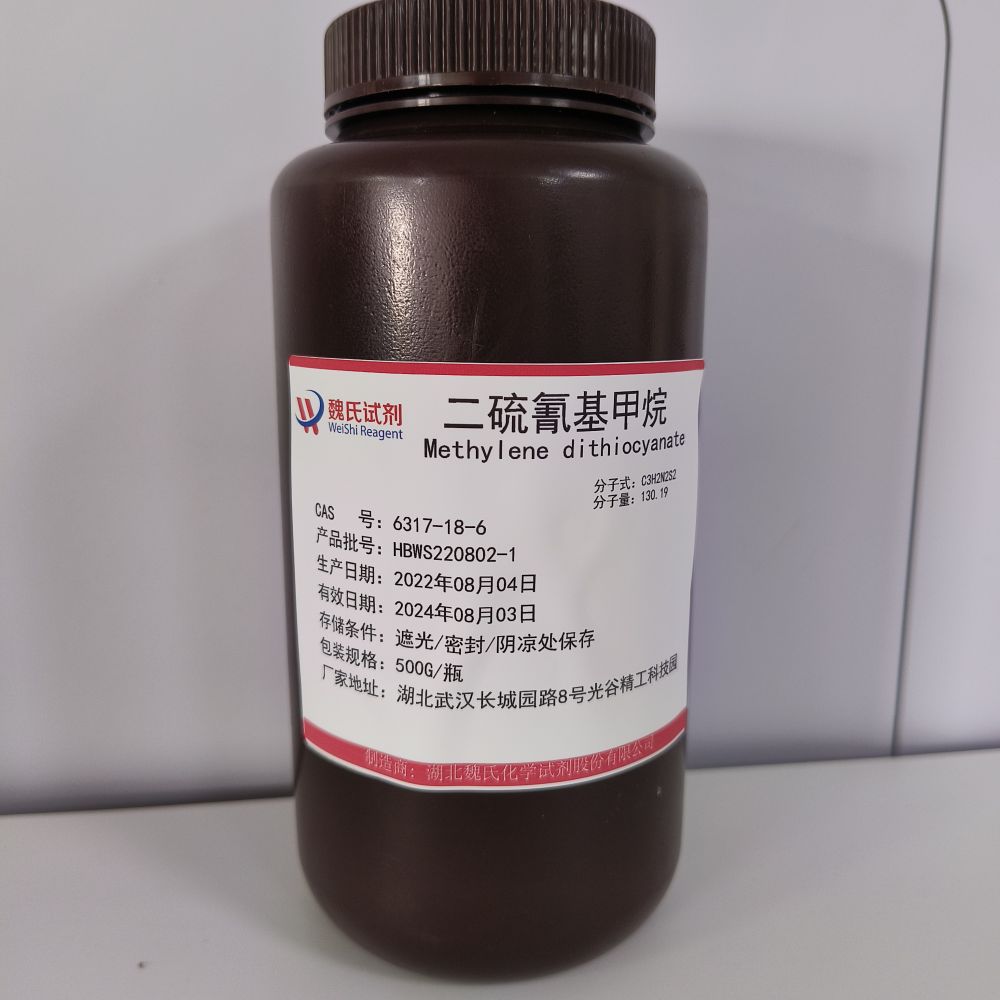 魏氏试剂
WeiShi Reagent
二硫氰基甲烷
Methylene dithiocyanate
分子式：C3H2N2S2
分子量：130.19
CAS 号：6317-18-6
产品批号：HBWS220802-1
生产日期：2022年08月04日
有效日期：2024年08月03日
存储条件：遮光/密封/阴凉处保存
包装规格：500G/瓶
厂家地址：湖北武汉长城园路8号光谷精工科技园
制造商：湖北魏氏化学试剂股份有限公司